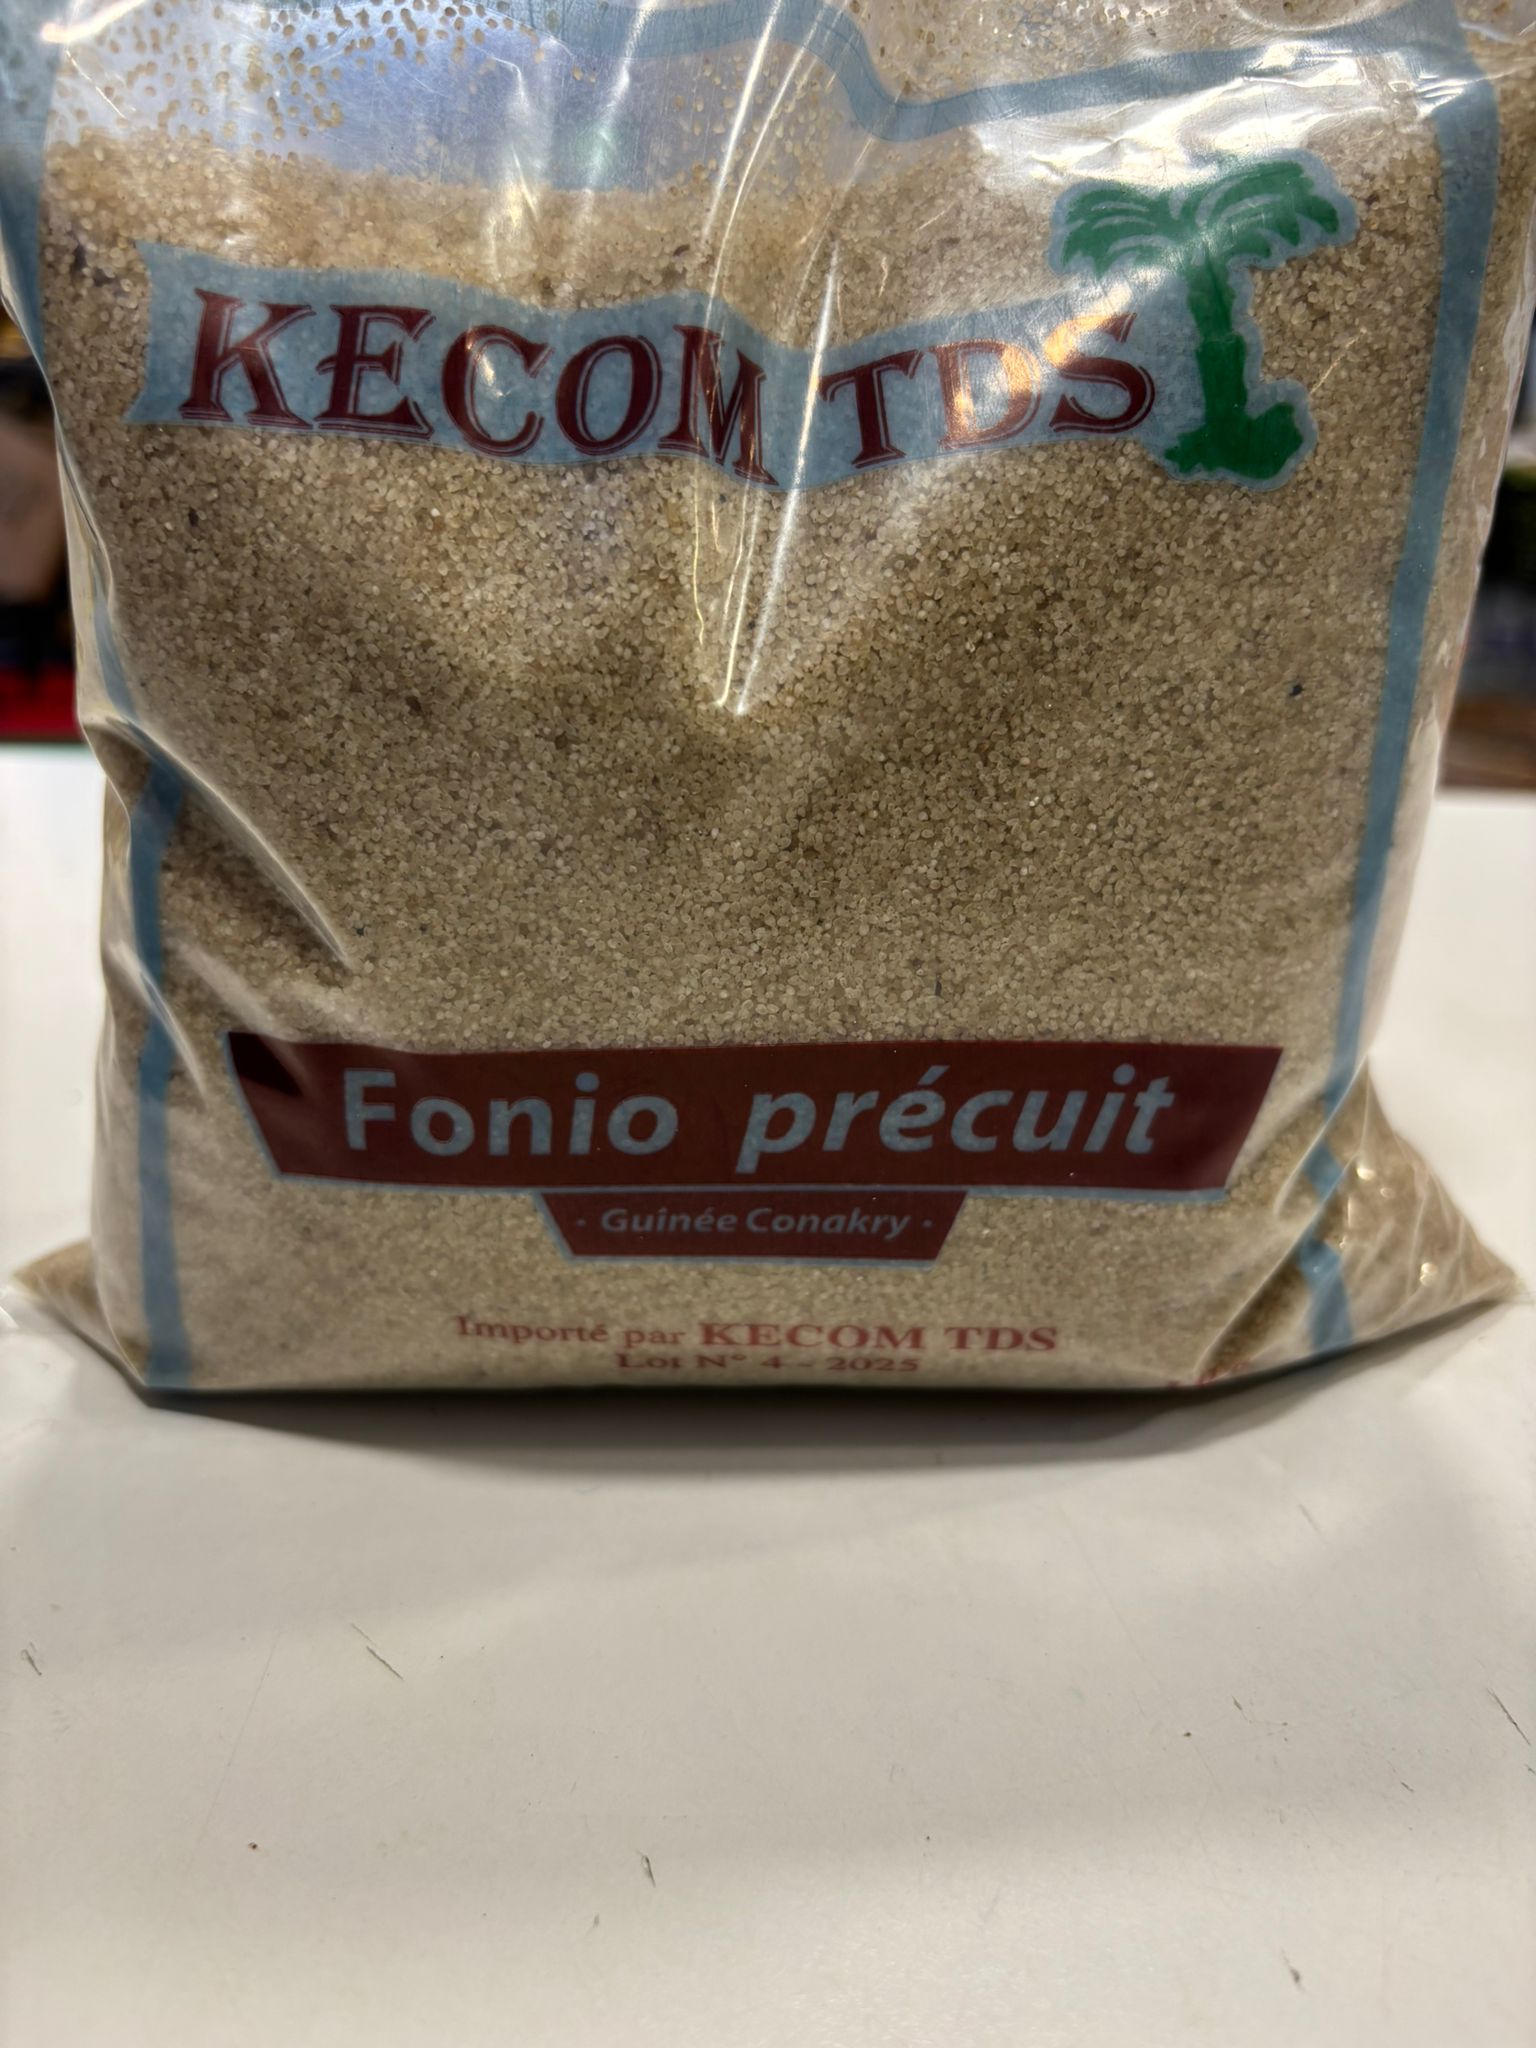 KECOM TDS
Fonio précuit
· Guinée Conakry ·
Importé par KECOM TDS
Lot N° 4 - 2025